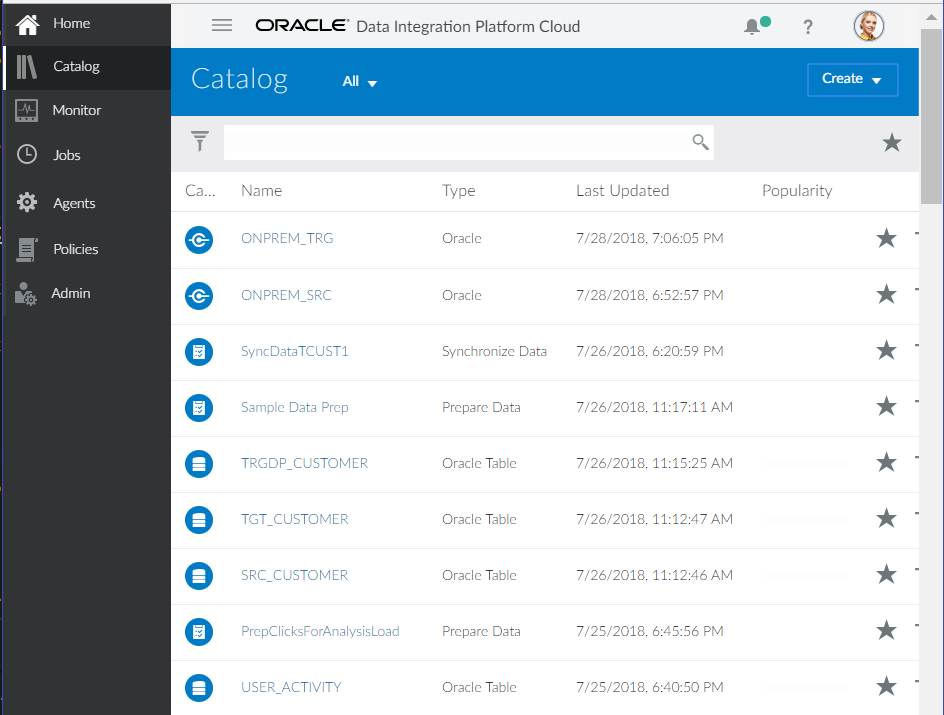 Home
Catalog
Monitor
Jobs
Agents
Policies
Admin
ORACLE® Data Integration Platform Cloud
?
Catalog All
Create
Ca... Name Type Last Updated Popularity
ONPREM_TRG Oracle 7/28/2018, 7:06:05 PM
ONPREM_SRC Oracle 7/28/2018, 6:52:57 PM
SyncDataTCUST1 Synchronize Data 7/26/2018, 6:20:59 PM
Sample Data Prep Prepare Data 7/26/2018, 11:17:11 AM
TRGDP_CUSTOMER Oracle Table 7/26/2018, 11:15:25 AM
TGT_CUSTOMER Oracle Table 7/26/2018, 11:12:47 AM
SRC_CUSTOMER Oracle Table 7/26/2018, 11:12:46 AM
PrepClicksForAnalysisLoad Prepare Data 7/25/2018, 6:45:56 PM
USER_ACTIVITY Oracle Table 7/25/2018, 6:40:50 PM